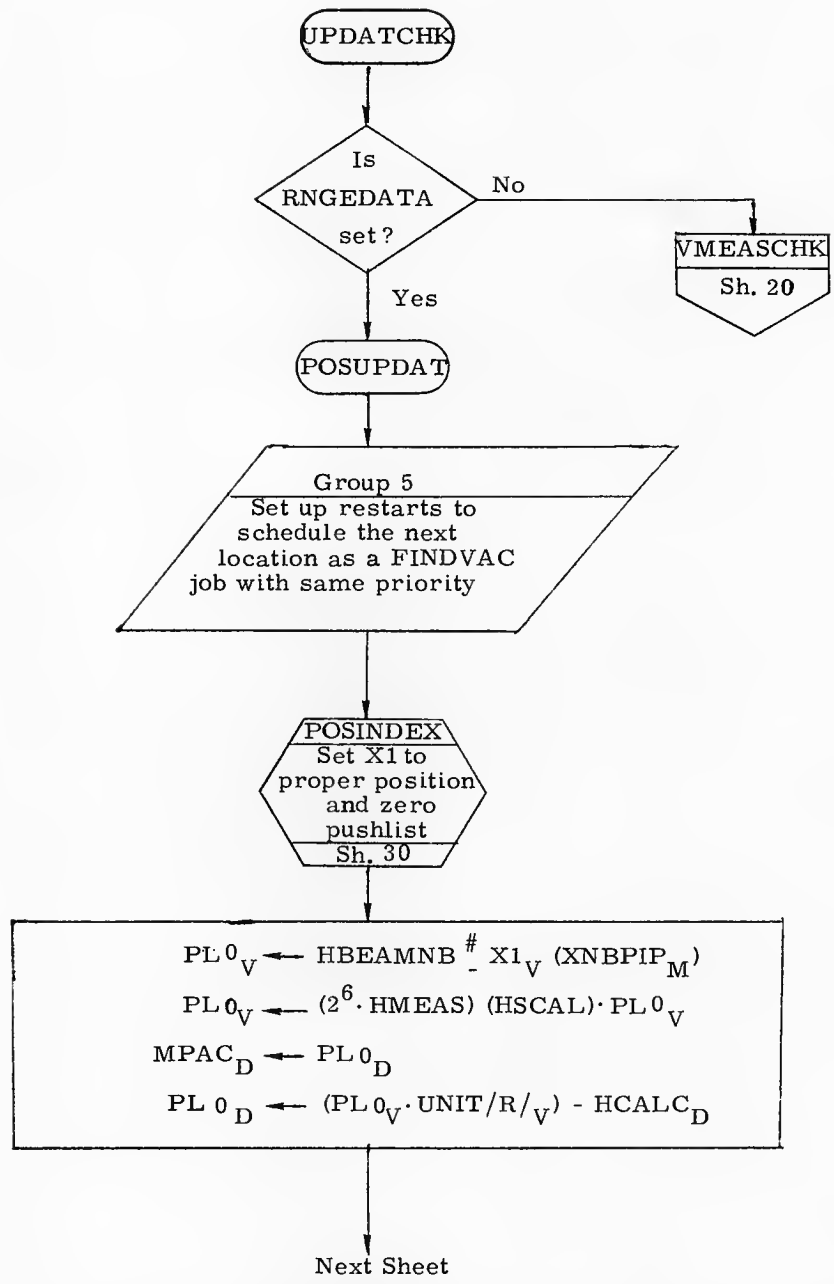 UPDATCHK
Is
RNGEDATA
set?
No
VMEASCHK
Sh. 20
Yes
POSUPDAT
Group 5
Set up restarts to
schedule the next
location as a FINDVAC
job with same priority
POSINDEX
Set X1 to
proper position
and zero
pushlist
Sh. 30
PL0V ← HBEAMNB # - X1V (XNBPIPM)
PL0V ← (2^6 · HMEAS) (HSCAL) · PL0V
MPACD ← PL0D
PL0D ← (PL0V · UNIT/R/V) - HCALCD
Next Sheet